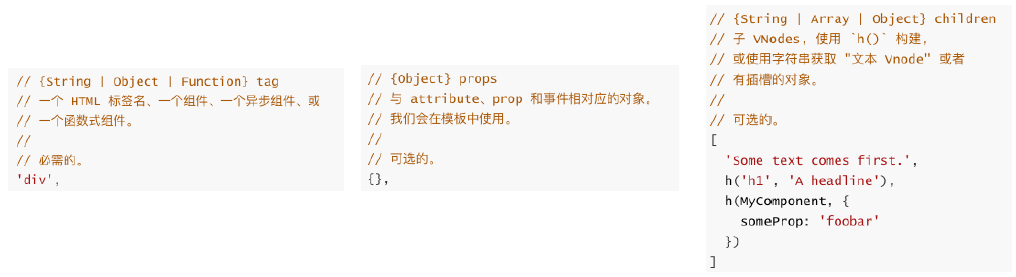 // {String | Object | Function} tag
// 一个 HTML 标签名、一个组件、一个异步组件、或
// 一个函数式组件。
//
// 必需的。
'div',
// {Object} props
// 与 attribute、prop 和事件相对应的对象。
// 我们会在模板中使用。
//
// 可选的。
{},
// {String | Array | Object} children
// 子 VNodes, 使用 `h()` 构建,
// 或使用字符串获取 "文本 Vnode" 或者
// 有插槽的对象。
//
// 可选的。
[
  'Some text comes first.',
  h('h1', 'A headline'),
  h(MyComponent, {
    someProp: 'foobar'
  })
]